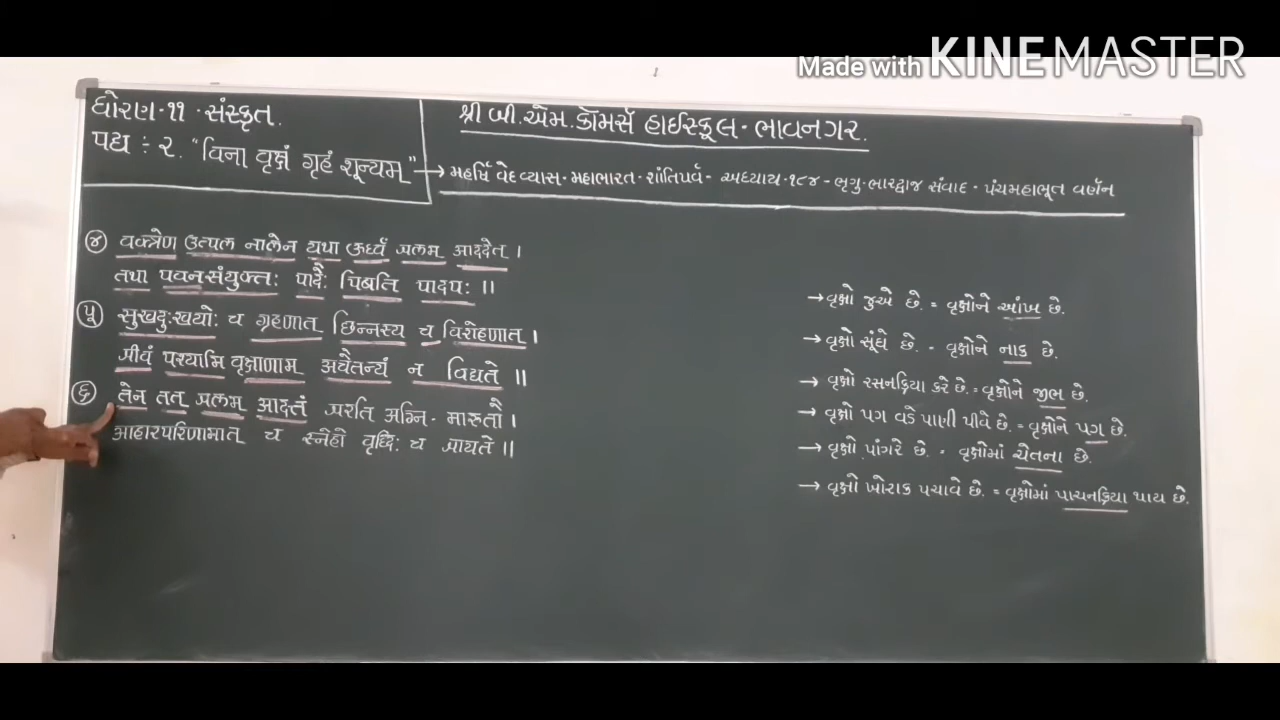 Made with KINEMASTER
ધોરણ-૧૧ - સંસ્કૃત.
પદ્ય : ૨. "વિના વૃક્ષં ગૃહં શૂન્યમ્"
શ્રી બી.એમ. કૉમર્સ હાઈસ્કૂલ - ભાવનગર.
→ મહર્ષિ વેદવ્યાસ - મહાભારત - શાંતિપર્વ - અધ્યાય-૧૮૪ - ભૃગુ-ભારદ્વાજ સંવાદ - પંચમહાભૂત વર્ણન
૪ વક્ત્રેણ ઉત્પલ નાલેન યથા ઊર્ધ્વં જલમ્ આદદેત્ ।
તથા પવનસંયુક્તઃ પાદૈઃ પિબતિ પાદપઃ ।।
૫ સુખદુઃખયોઃ ચ ગ્રહણાત્ છિન્નસ્ય ચ વિરોહણાત્ ।
જીવં પશ્યામિ વૃક્ષાણામ્ અચૈતન્યં ન વિદ્યતે ॥
૬ તેન તત્ જલમ્ આદત્તં જરતિ અગ્નિ - મારુતૌ ।
આહારપરિણામાત્ ચ સ્નેહો વૃદ્ધિઃ ચ જાયતે ॥
→ વૃક્ષો જુએ છે. = વૃક્ષોને આંખ છે.
→ વૃક્ષો સૂંઘે છે. - વૃક્ષોને નાક છે.
→ વૃક્ષો રસનક્રિયા કરે છે. = વૃક્ષોને જીભ છે.
→ વૃક્ષો પગ વડે પાણી પીવે છે. = વૃક્ષોને પગ છે.
→ વૃક્ષો પાંગરે છે. - વૃક્ષોમાં ચેતના છે.
→ વૃક્ષો ખોરાક પચાવે છે. = વૃક્ષોમાં પાચનક્રિયા થાય છે.